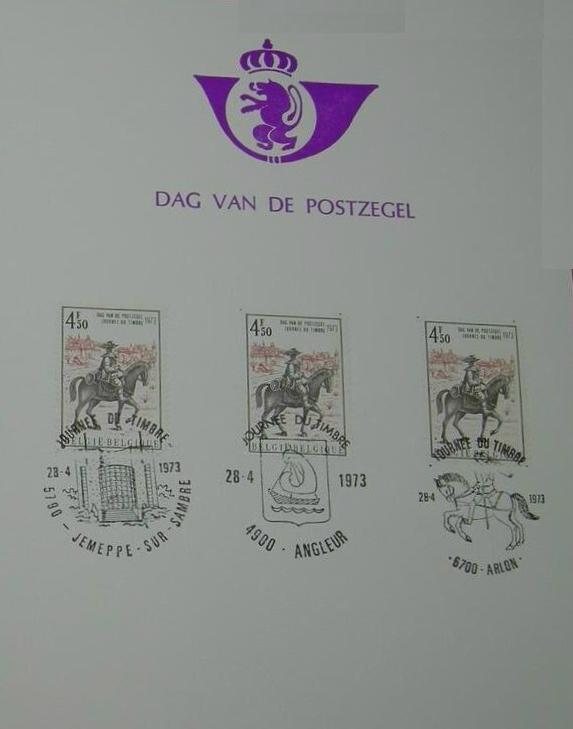 DAG VAN DE POSTZEGEL
4F50
DAG VAN DE POSTZEGEL
JOURNEE DU TIMBRE 1973
BELGIE-BELGIQUE
JOURNEE DU TIMBRE
28-4 1973
5190 - JEMEPPE-SUR-SAMBRE
4F50
DAG VAN DE POSTZEGEL
JOURNEE DU TIMBRE 1973
BELGIE-BELGIQUE
JOURNEE DU TIMBRE
28-4 1973
4900 - ANGLEUR
4F50
DAG VAN DE POSTZEGEL
JOURNEE DU TIMBRE 1973
JOURNEE DU TIMBRE
28-4 1973
-6700-ARLON-